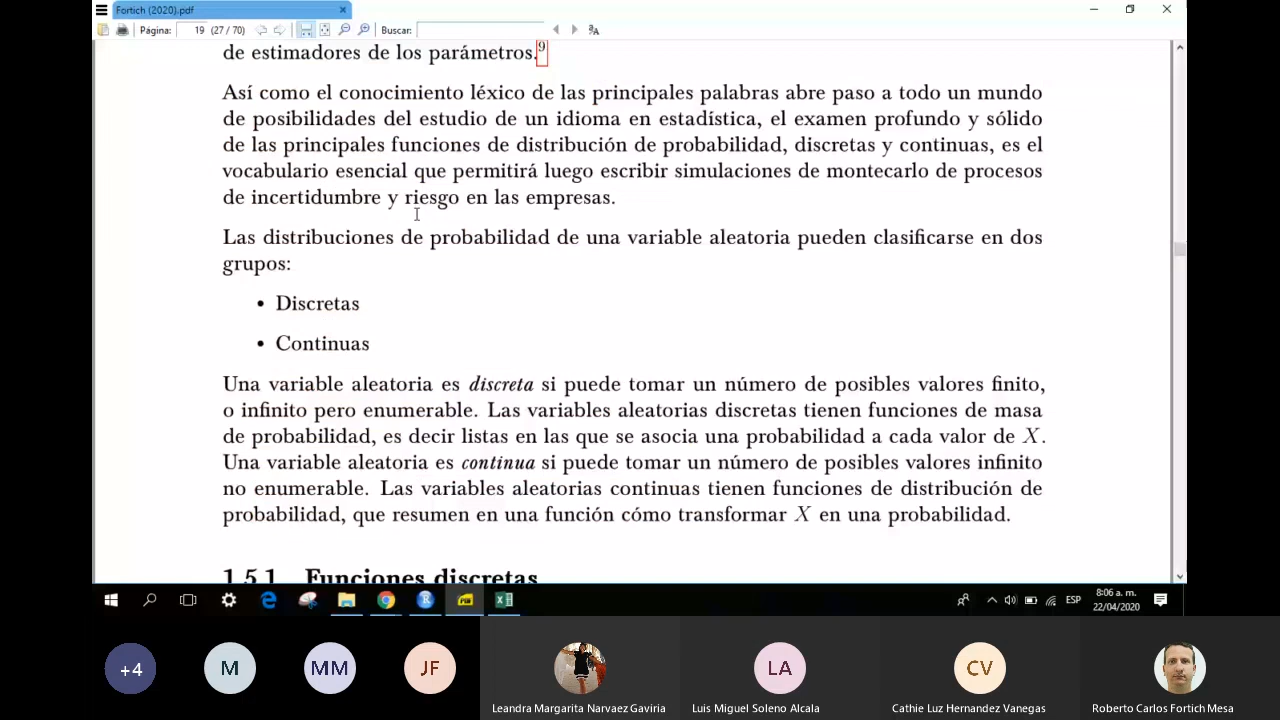 Fortich (2020).pdf
Página: 19 (27 / 70) Buscar:
de estimadores de los parámetros.9
Así como el conocimiento léxico de las principales palabras abre paso a todo un mundo
de posibilidades del estudio de un idioma en estadística, el examen profundo y sólido
de las principales funciones de distribución de probabilidad, discretas y continuas, es el
vocabulario esencial que permitirá luego escribir simulaciones de montecarlo de procesos
de incertidumbre y riesgo en las empresas.
Las distribuciones de probabilidad de una variable aleatoria pueden clasificarse en dos
grupos:
• Discretas
• Continuas
Una variable aleatoria es discreta si puede tomar un número de posibles valores finito,
o infinito pero enumerable. Las variables aleatorias discretas tienen funciones de masa
de probabilidad, es decir listas en las que se asocia una probabilidad a cada valor de X.
Una variable aleatoria es continua si puede tomar un número de posibles valores infinito
no enumerable. Las variables aleatorias continuas tienen funciones de distribución de
probabilidad, que resumen en una función cómo transformar X en una probabilidad.
1.5.1 Funciones discretas
ESP
8:06 a. m.
22/04/2020
+4 M MM JF LA CV
Leandra Margarita Narvaez Gaviria Luis Miguel Soleno Alcala Cathie Luz Hernandez Vanegas Roberto Carlos Fortich Mesa